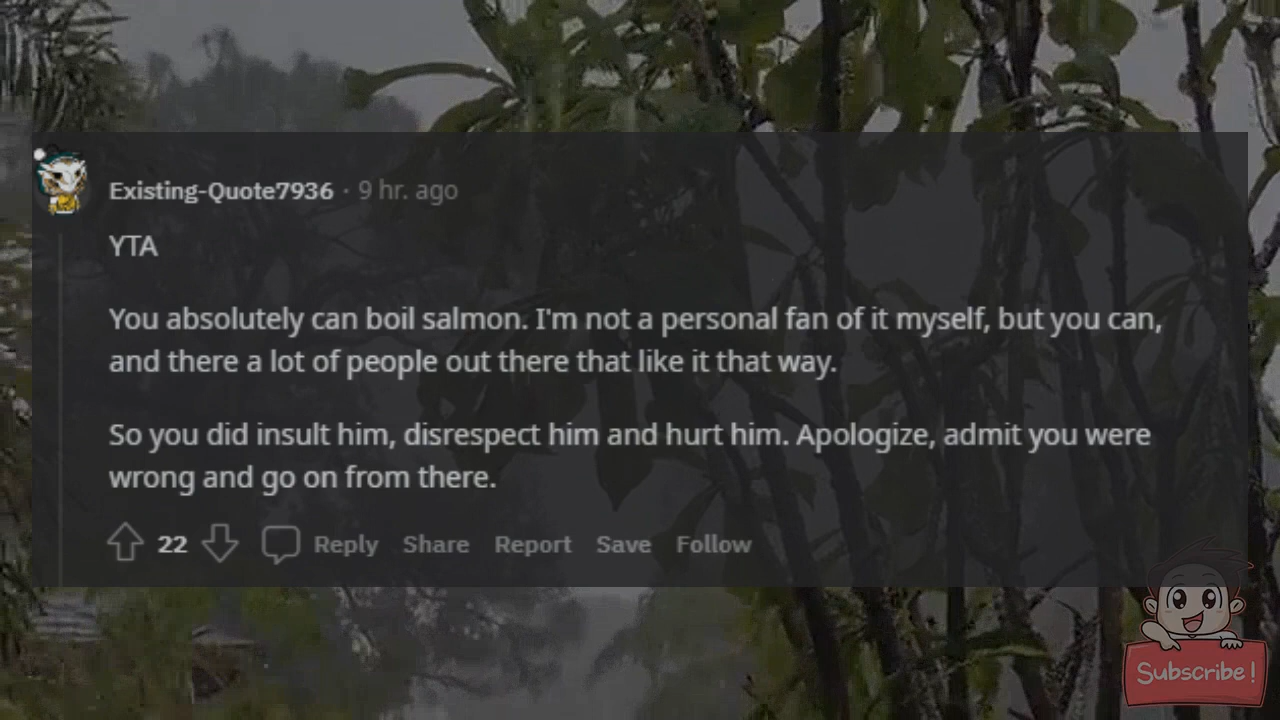 Existing-Quote7936 · 9 hr. ago
YTA
You absolutely can boil salmon. I'm not a personal fan of it myself, but you can,
and there a lot of people out there that like it that way.
So you did insult him, disrespect him and hurt him. Apologize, admit you were
wrong and go on from there.
22 Reply Share Report Save Follow
Subscribe!